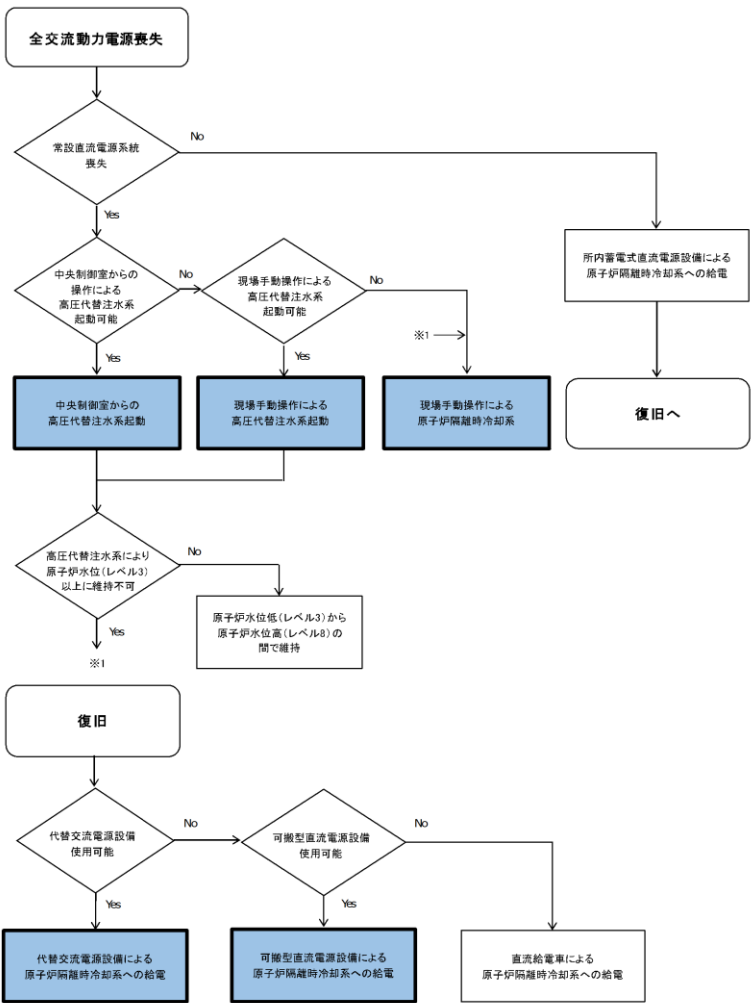 全交流動力電源喪失
常設直流電源系統
喪失
No
Yes
所内蓄電式直流電源設備による
原子炉隔離時冷却系への給電
復旧へ
中央制御室からの
操作による
高圧代替注水系
起動可能
No
現場手動操作による
高圧代替注水系
起動可能
No
※1
Yes
Yes
中央制御室からの
高圧代替注水系起動
現場手動操作による
高圧代替注水系起動
現場手動操作による
原子炉隔離時冷却系
高圧代替注水系により
原子炉水位(レベル3)
以上に維持不可
No
Yes
※1
原子炉水位低(レベル3)から
原子炉水位高(レベル8)の
間で維持
復旧
代替交流電源設備
使用可能
No
可搬型直流電源設備
使用可能
No
Yes
Yes
代替交流電源設備による
原子炉隔離時冷却系への給電
可搬型直流電源設備による
原子炉隔離時冷却系への給電
直流給電車による
原子炉隔離時冷却系への給電